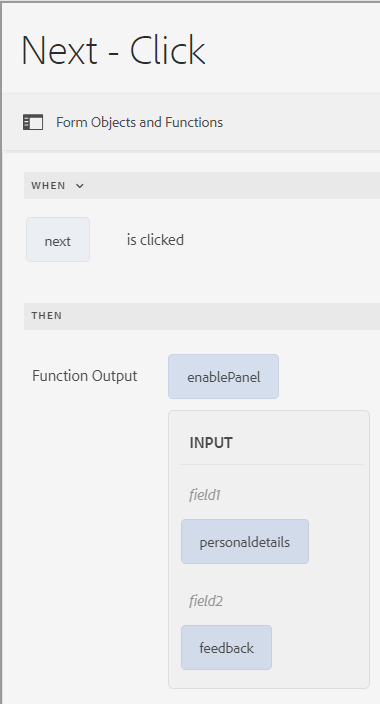 Next - Click
Form Objects and Functions
WHEN
next is clicked
THEN
Function Output enablePanel
INPUT
field1
personaldetails
field2
feedback